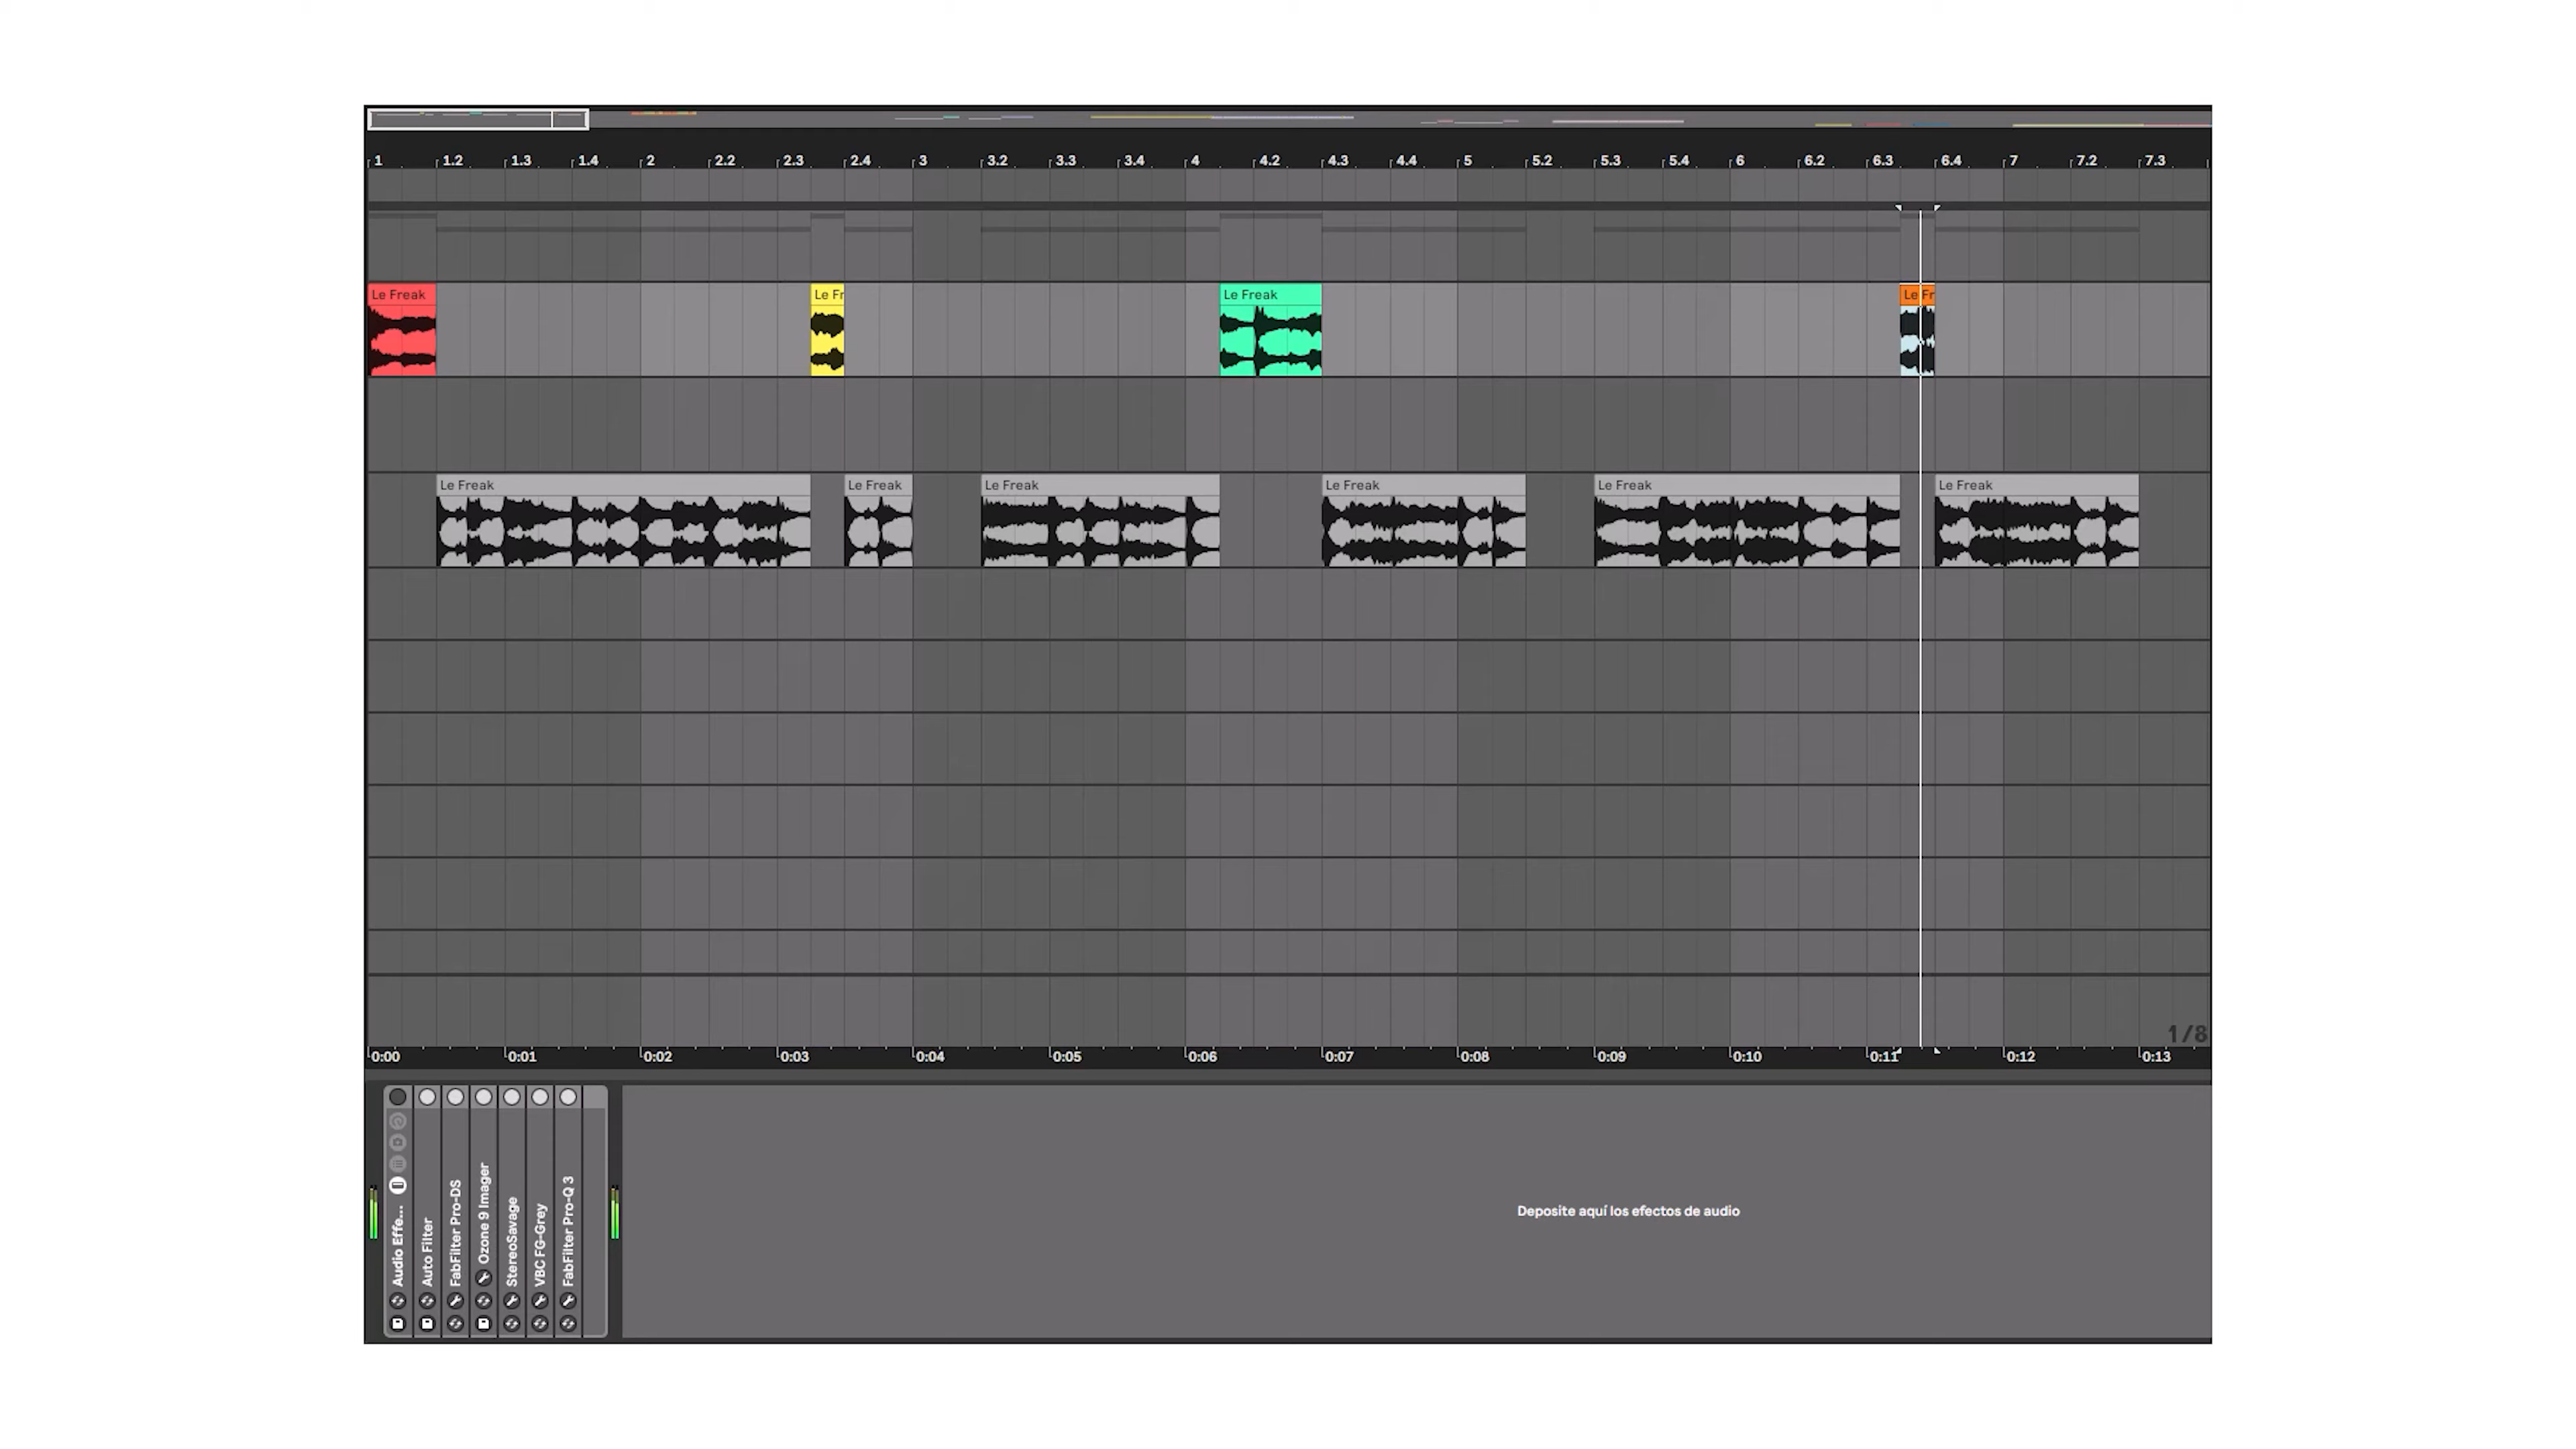 1 1.2 1.3 1.4 2 2.2 2.3 2.4 3 3.2 3.3 3.4 4 4.2 4.3 4.4 5 5.2 5.3 5.4 6 6.2 6.3 6.4 7 7.2 7.3
Le Freak Le Fr Le Freak Le Fr
Le Freak Le Freak Le Freak Le Freak Le Freak Le Freak
1/8
0:00 0:01 0:02 0:03 0:04 0:05 0:06 0:07 0:08 0:09 0:10 0:11 0:12 0:13
Audio Effe...
Auto Filter
FabFilter Pro-DS
Ozone 9 Imager
StereoSavage
VBC FG-Grey
FabFilter Pro-Q 3
Deposite aquí los efectos de audio